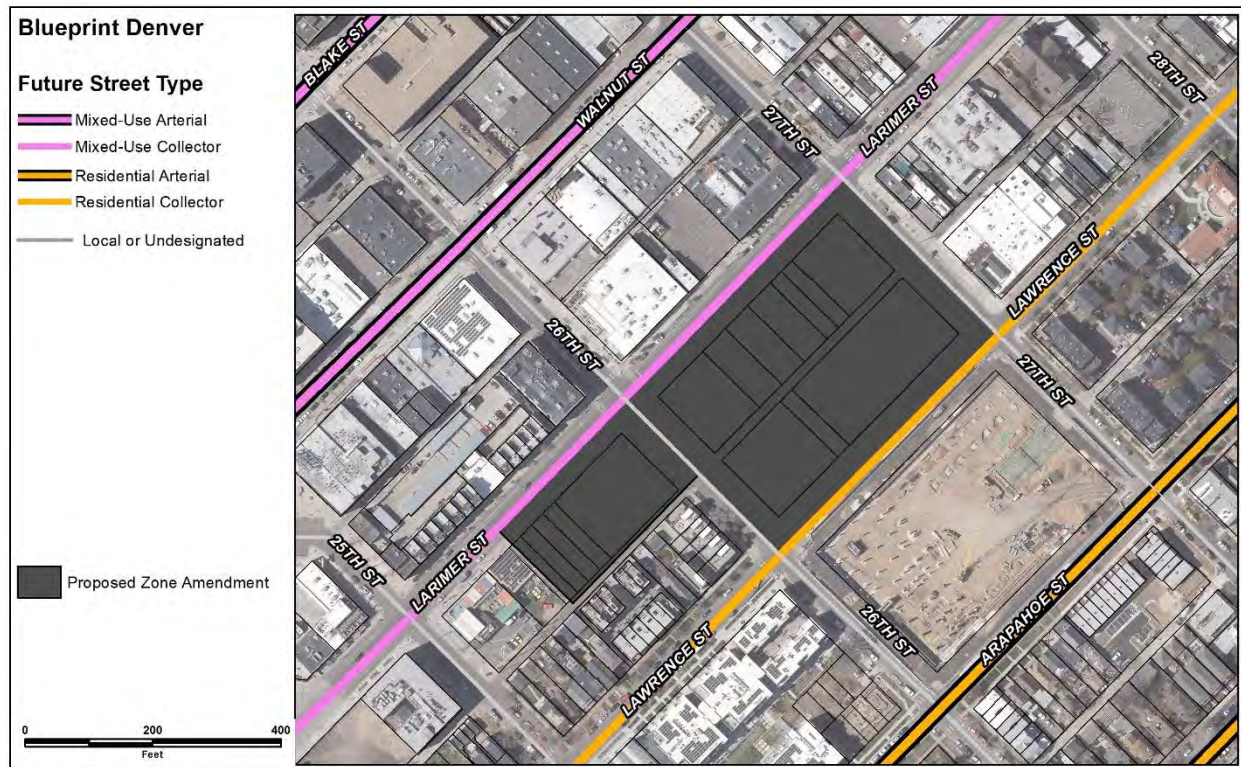 Blueprint Denver
Future Street Type
Mixed-Use Arterial
Mixed-Use Collector
Residential Arterial
Residential Collector
Local or Undesignated
Proposed Zone Amendment
0 200 400
Feet
BLAKE ST
WALNUT ST
27TH ST
LARIMER ST
28TH ST
LAWRENCE ST
26TH ST
27TH ST
25TH ST
LARIMER ST
LAWRENCE ST
26TH ST
ARAPAHOE ST